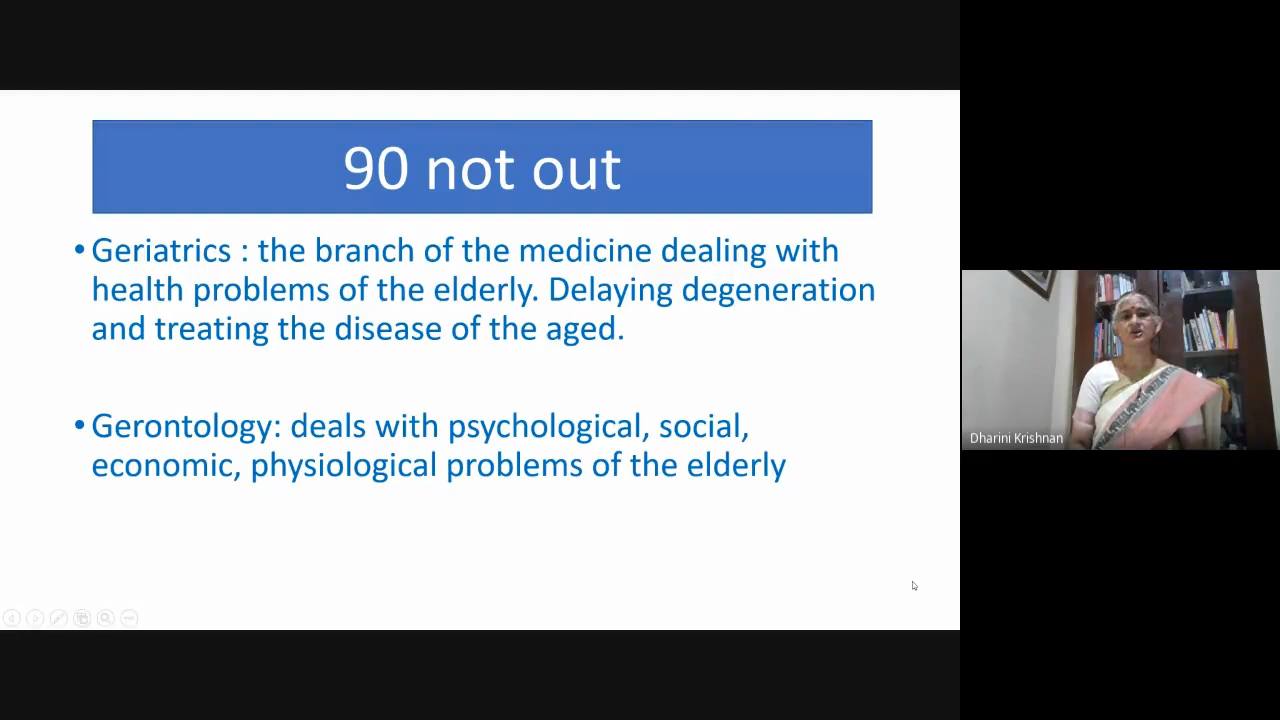 90 not out
• Geriatrics : the branch of the medicine dealing with
health problems of the elderly. Delaying degeneration
and treating the disease of the aged.
• Gerontology: deals with psychological, social,
economic, physiological problems of the elderly
Dharini Krishnan